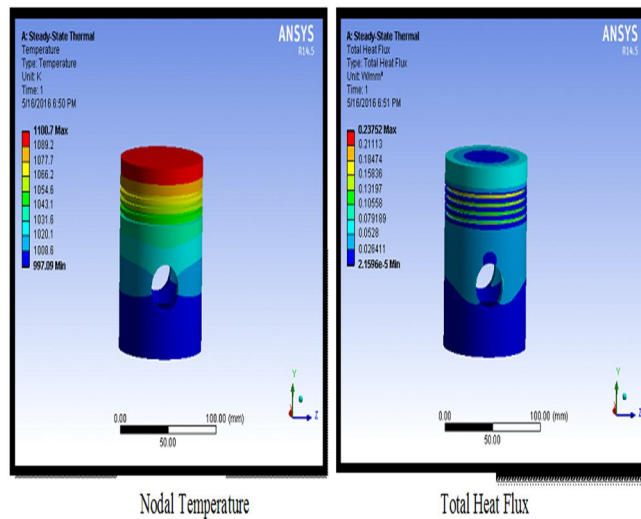 A: Steady-State Thermal
Temperature
Type: Temperature
Unit: K
Time: 1
5/16/2016 6:50 PM
ANSYS
R14.5
1100.7 Max
1089.2
1077.7
1066.2
1054.6
1043.1
1031.6
1020.1
1008.6
997.09 Min
Y
Z
0.00
100.00 (mm)
50.00
Nodal Temperature
A: Steady-State Thermal
Total Heat Flux
Type: Total Heat Flux
Unit: W/mm²
Time: 1
5/16/2016 6:51 PM
ANSYS
R14.5
0.23752 Max
0.21113
0.18474
0.15836
0.13197
0.10558
0.079189
0.0528
0.026411
2.1596e-5 Min
Y
Z
0.00
100.00 (mm)
50.00
Total Heat Flux